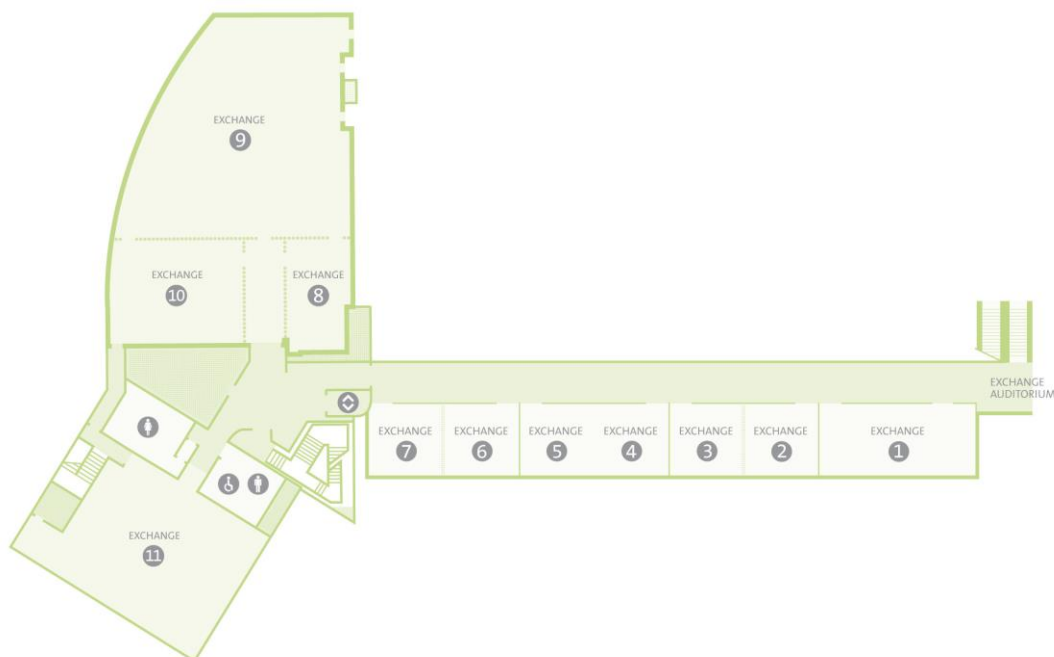 EXCHANGE
9
EXCHANGE
10
EXCHANGE
8
EXCHANGE
AUDITORIUM
EXCHANGE
7
EXCHANGE
6
EXCHANGE
5
EXCHANGE
4
EXCHANGE
3
EXCHANGE
2
EXCHANGE
1
EXCHANGE
11